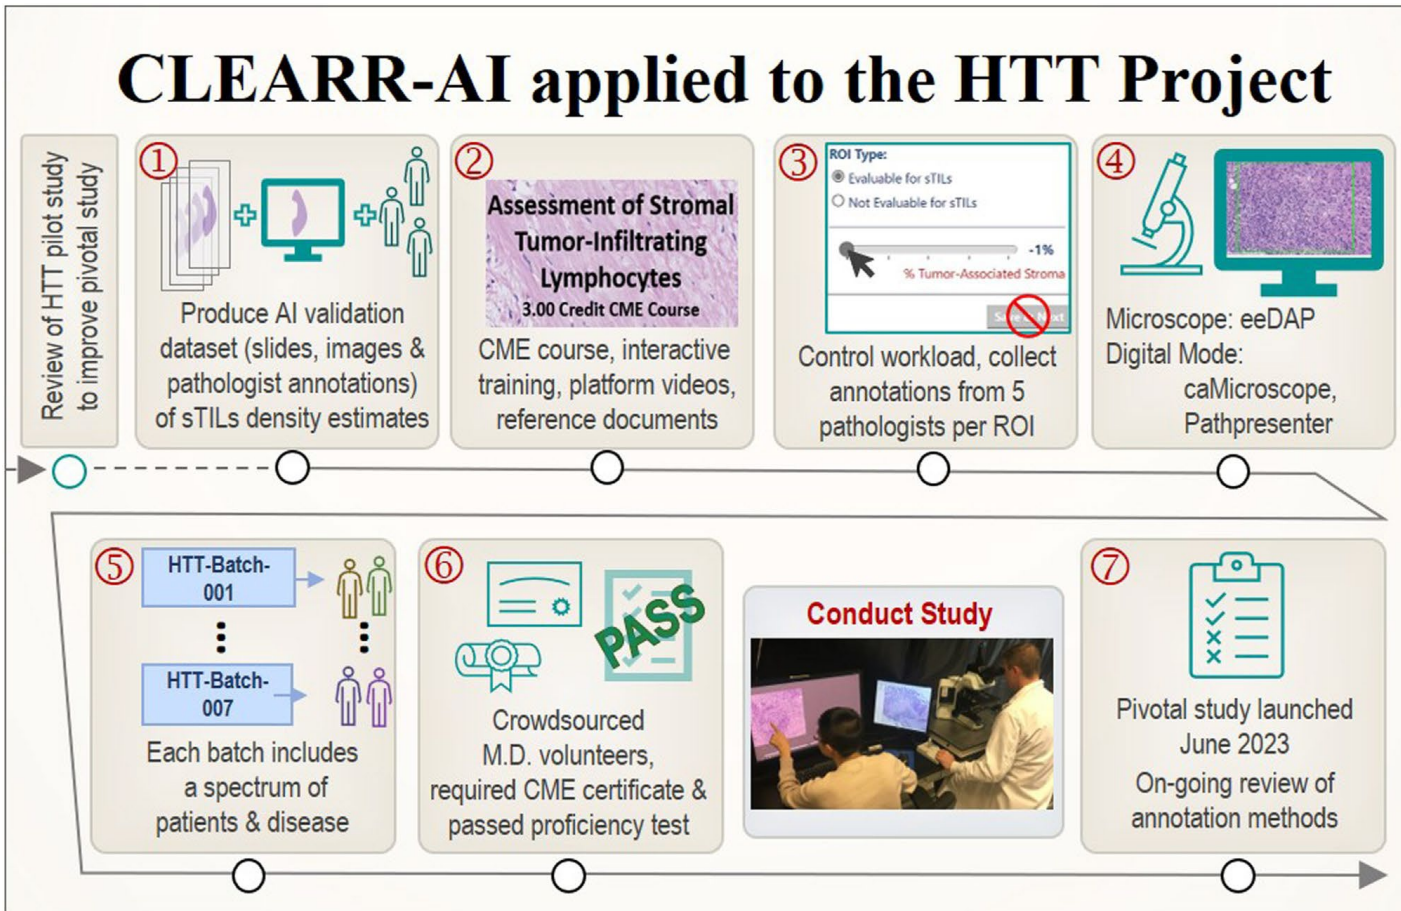 CLEARR-AI applied to the HTT Project
Review of HTT pilot study
to improve pivotal study
①
Produce AI validation
dataset (slides, images &
pathologist annotations)
of sTILs density estimates
②
Assessment of Stromal
Tumor-Infiltrating
Lymphocytes
3.00 Credit CME Course
CME course, interactive
training, platform videos,
reference documents
③
ROI Type:
Evaluable for sTILs
Not Evaluable for sTILs
-1%
% Tumor-Associated Stroma
Control workload, collect
annotations from 5
pathologists per ROI
④
Microscope: eeDAP
Digital Mode:
caMicroscope,
Pathpresenter
⑤
HTT-Batch-
001
HTT-Batch-
007
Each batch includes
a spectrum of
patients & disease
⑥
PASS
Crowdsourced
M.D. volunteers,
required CME certificate &
passed proficiency test
Conduct Study
⑦
Pivotal study launched
June 2023
On-going review of
annotation methods